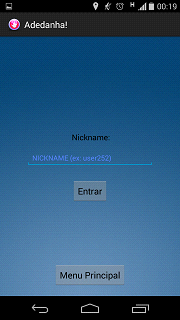 H 00:19
Adedanha!
Nickname:
NICKNAME (ex: user252)
Entrar
Menu Principal